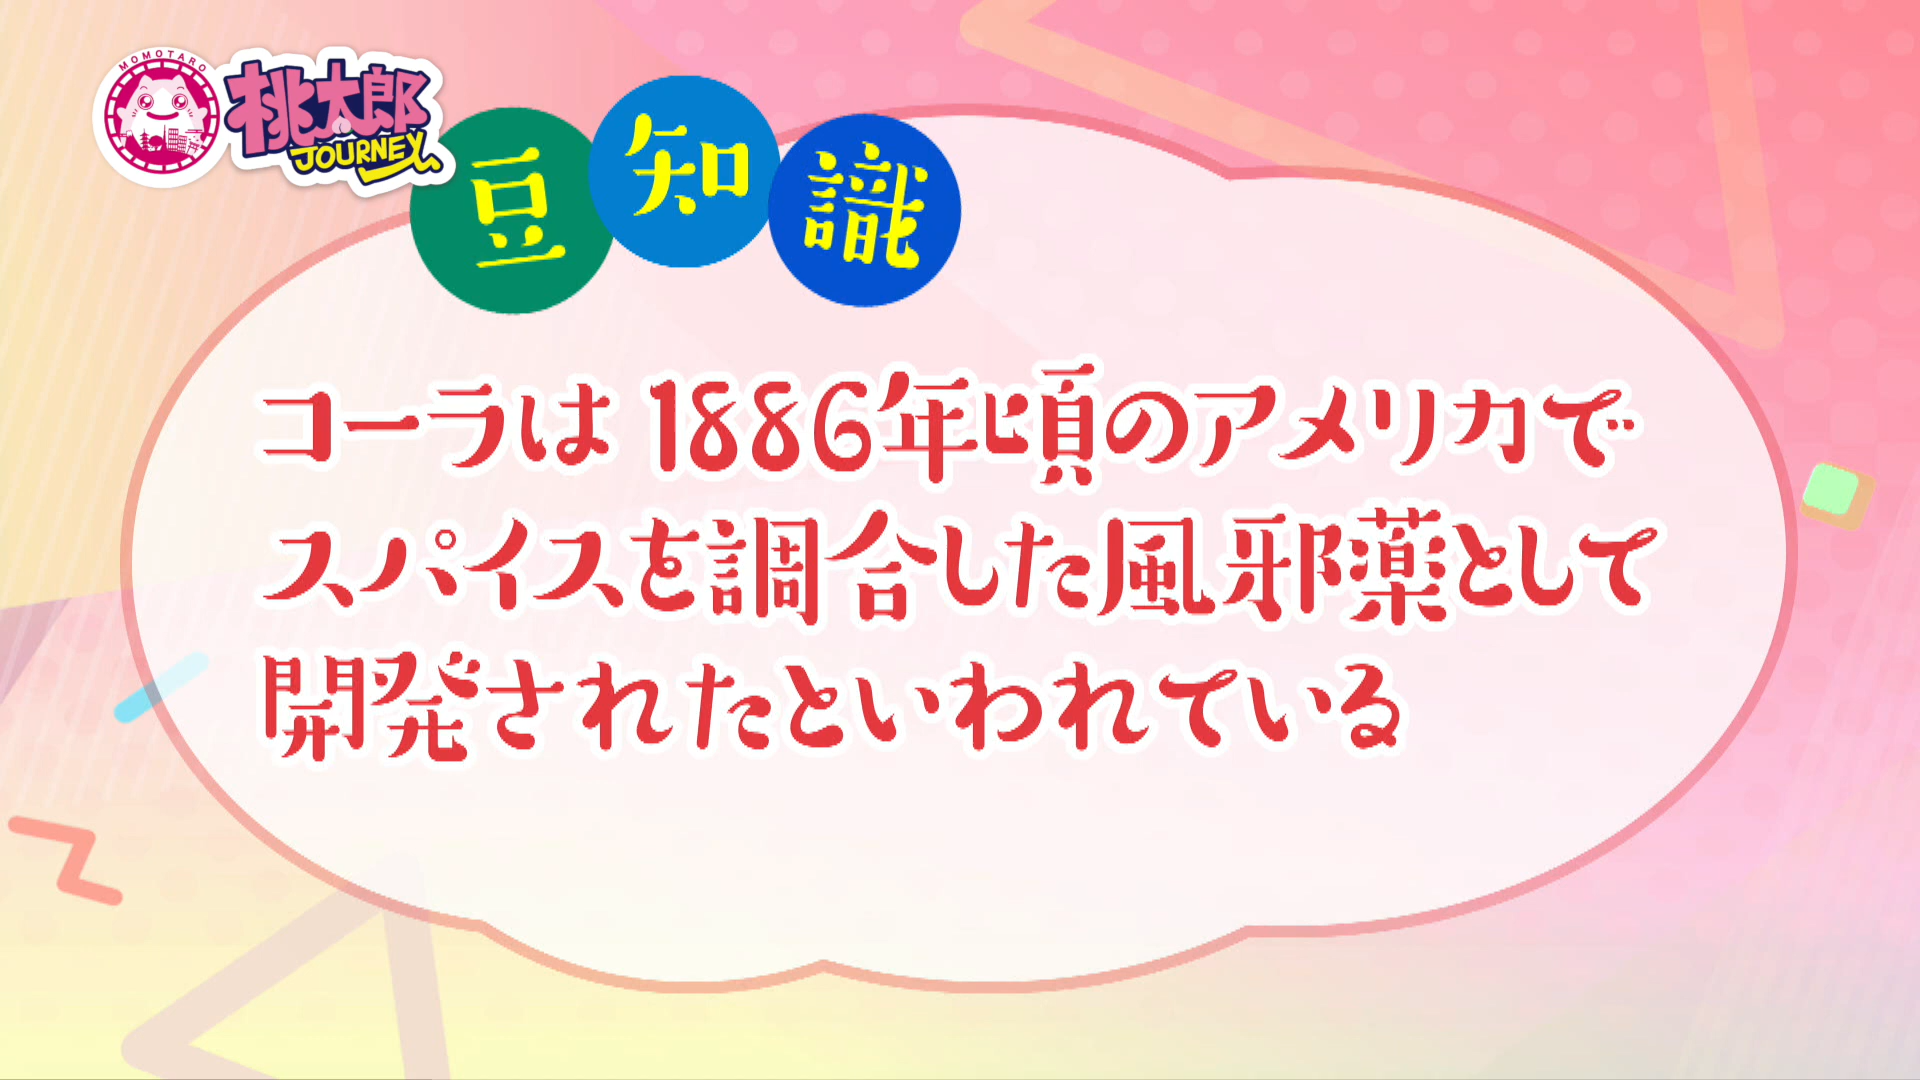 MOMOTARO
桃太郎
JOURNEY
豆知識
コーラは1886年頃のアメリカで
スパイスを調合した風邪薬として
開発されたといわれている